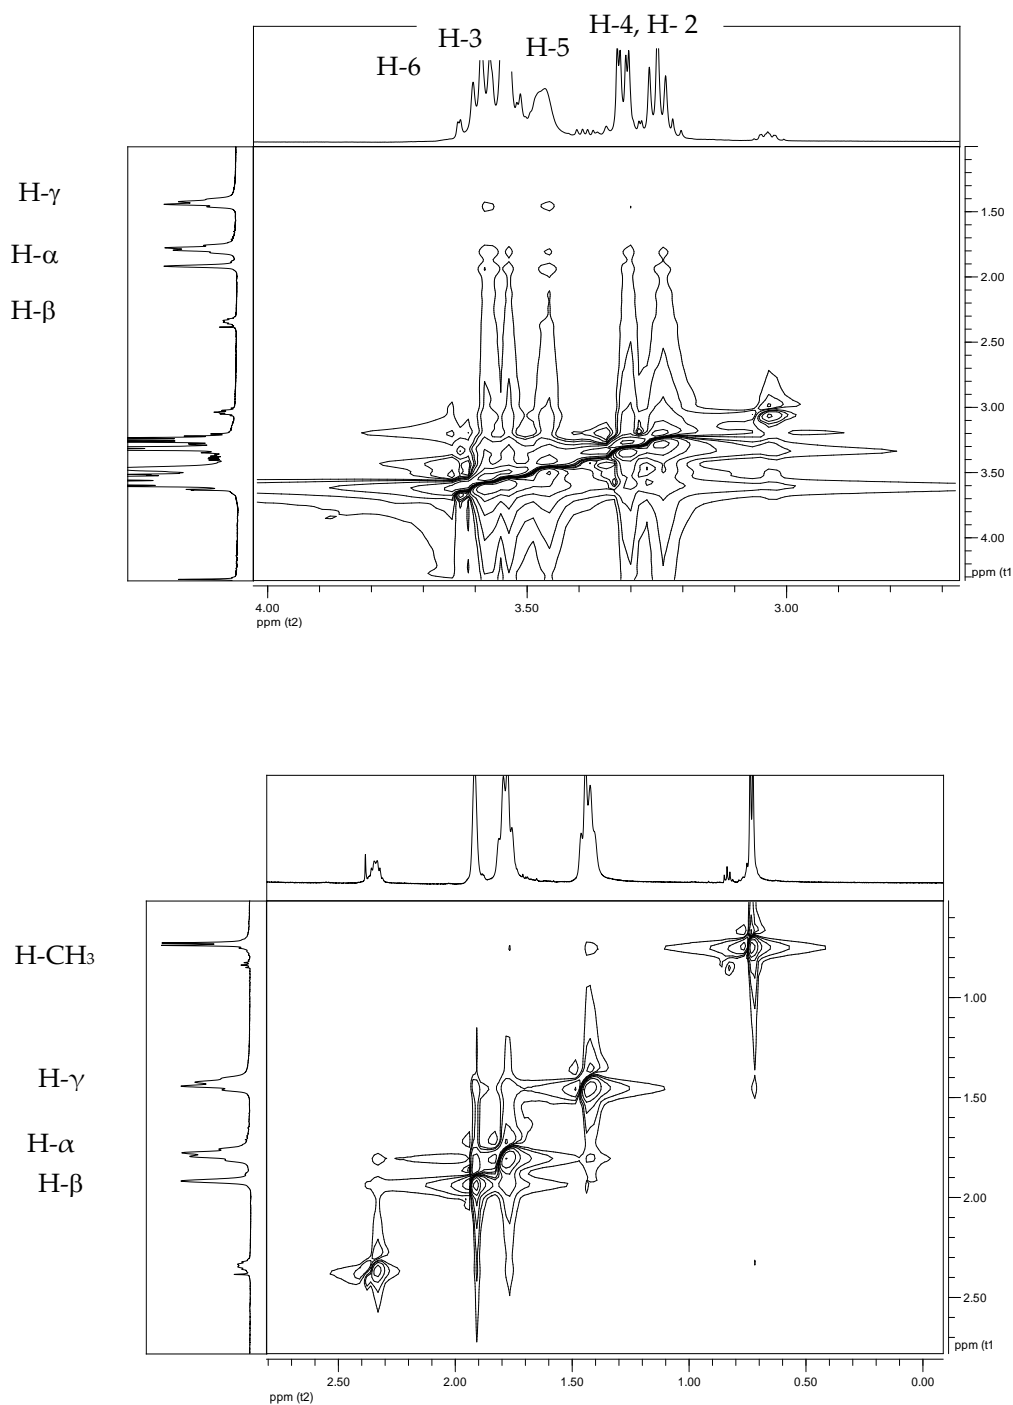 H-4, H- 2
H-3
H-5
H-6
H-γ
1.50
H-α
2.00
H-β
2.50
3.00
3.50
4.00
ppm (t1
4.00 3.50 3.00
ppm (t2)
H-CH3
1.00
H-γ
1.50
H-α
H-β
2.00
2.50
ppm (t1
2.50 2.00 1.50 1.00 0.50 0.00
ppm (t2)